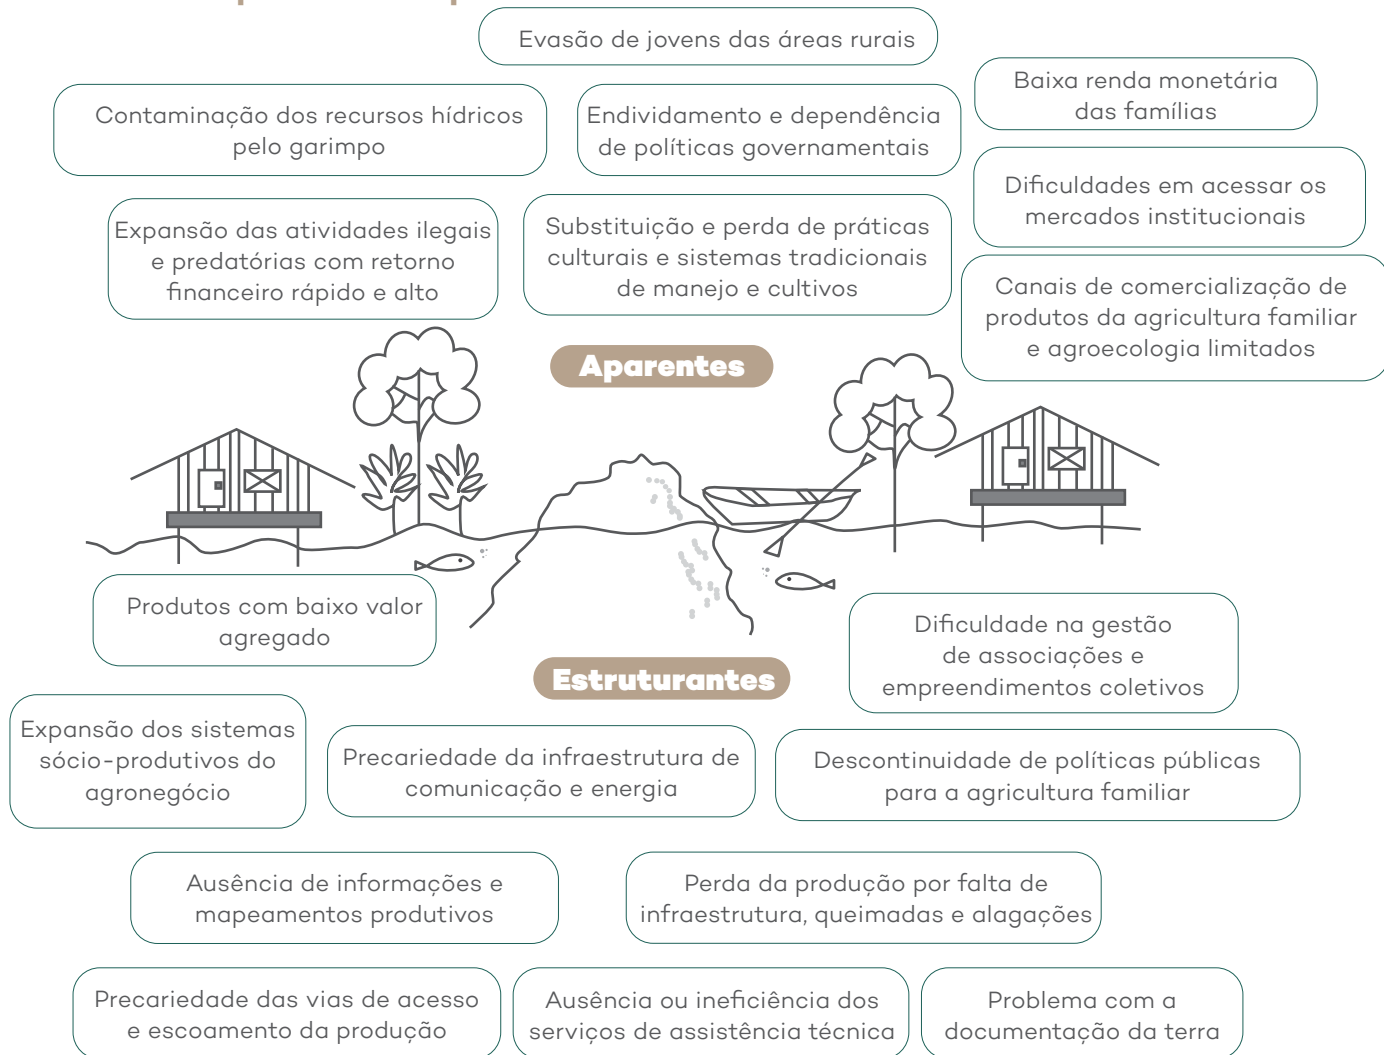 Evasão de jovens das áreas rurais
Contaminação dos recursos hídricos
pelo garimpo
Endividamento e dependência
de políticas governamentais
Baixa renda monetária
das famílias
Dificuldades em acessar os
mercados institucionais
Expansão das atividades ilegais
e predatórias com retorno
financeiro rápido e alto
Substituição e perda de práticas
culturais e sistemas tradicionais
de manejo e cultivos
Canais de comercialização de
produtos da agricultura familiar
e agroecologia limitados
Aparentes
Produtos com baixo valor
agregado
Dificuldade na gestão
de associações e
empreendimentos coletivos
Estruturantes
Expansão dos sistemas
sócio-produtivos do
agronegócio
Precariedade da infraestrutura de
comunicação e energia
Descontinuidade de políticas públicas
para a agricultura familiar
Ausência de informações e
mapeamentos produtivos
Perda da produção por falta de
infraestrutura, queimadas e alagações
Precariedade das vias de acesso
e escoamento da produção
Ausência ou ineficiência dos
serviços de assistência técnica
Problema com a
documentação da terra